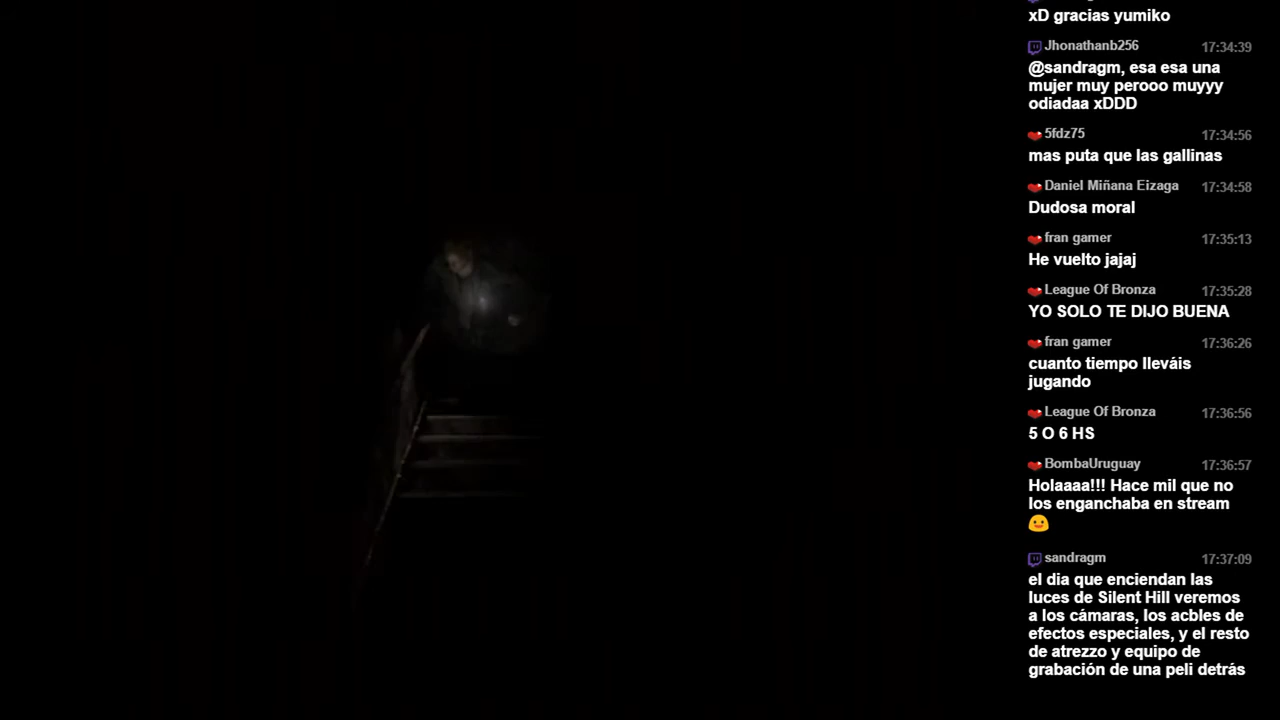 xD gracias yumiko
Jhonathanb256 17:34:39
@sandragm, esa esa una
mujer muy perooo muyyy
odiadaa xDDD
5fdz75 17:34:56
mas puta que las gallinas
Daniel Miñana Eizaga 17:34:58
Dudosa moral
fran gamer 17:35:13
He vuelto jajaj
League Of Bronza 17:35:28
YO SOLO TE DIJO BUENA
fran gamer 17:36:26
cuanto tiempo lleváis
jugando
League Of Bronza 17:36:56
5 O 6 HS
BombaUruguay 17:36:57
Holaaaa!!! Hace mil que no
los enganchaba en stream
sandragm 17:37:09
el dia que enciendan las
luces de Silent Hill veremos
a los cámaras, los acbles de
efectos especiales, y el resto
de atrezzo y equipo de
grabación de una peli detrás